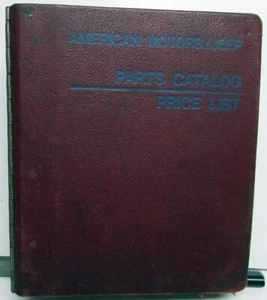 AMERICAN MOTORS/JEEP
PARTS CATALOG
PRICE LIST